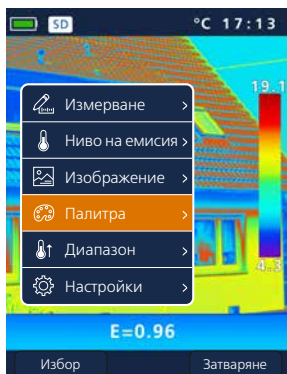 SD °C 17:13
19.1
Измерване
Ниво на емисия
Изображение
Палитра
Диапазон
Настройки
4.3
E=0.96
Избор Затваряне